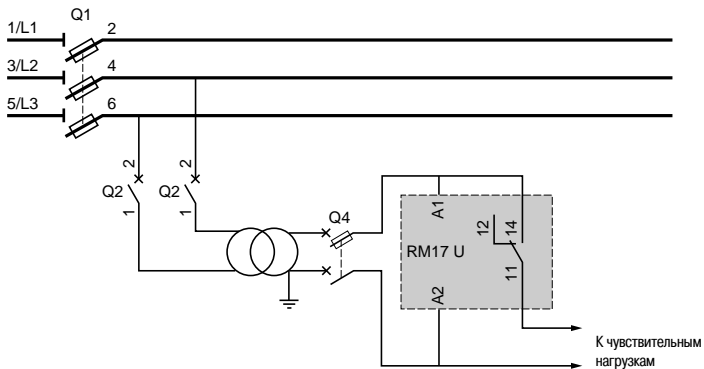 Q1
1/L1 2
3/L2 4
5/L3 6
2 2
Q2 Q2
1 1
Q4
A1
12 14
RM17 U
11
A2
К чувствительным
нагрузкам